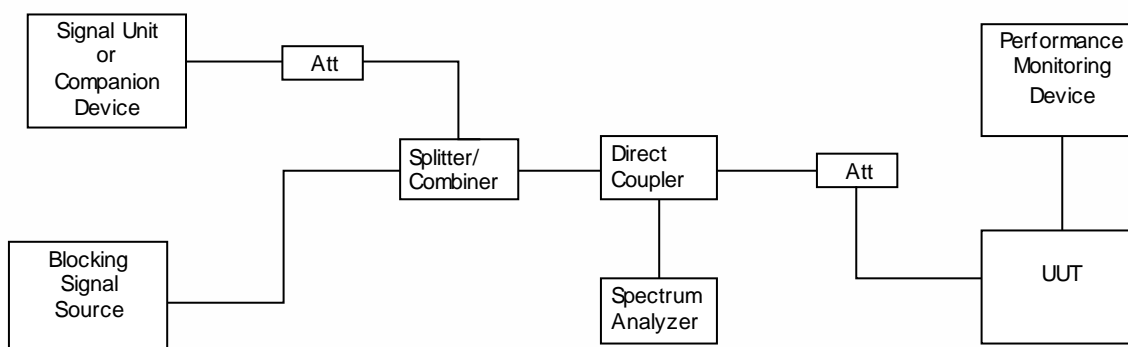 Signal Unit
or
Companion
Device
Att
Performance
Monitoring
Device
Splitter/
Combiner
Direct
Coupler
Att
Blocking
Signal
Source
Spectrum
Analyzer
UUT